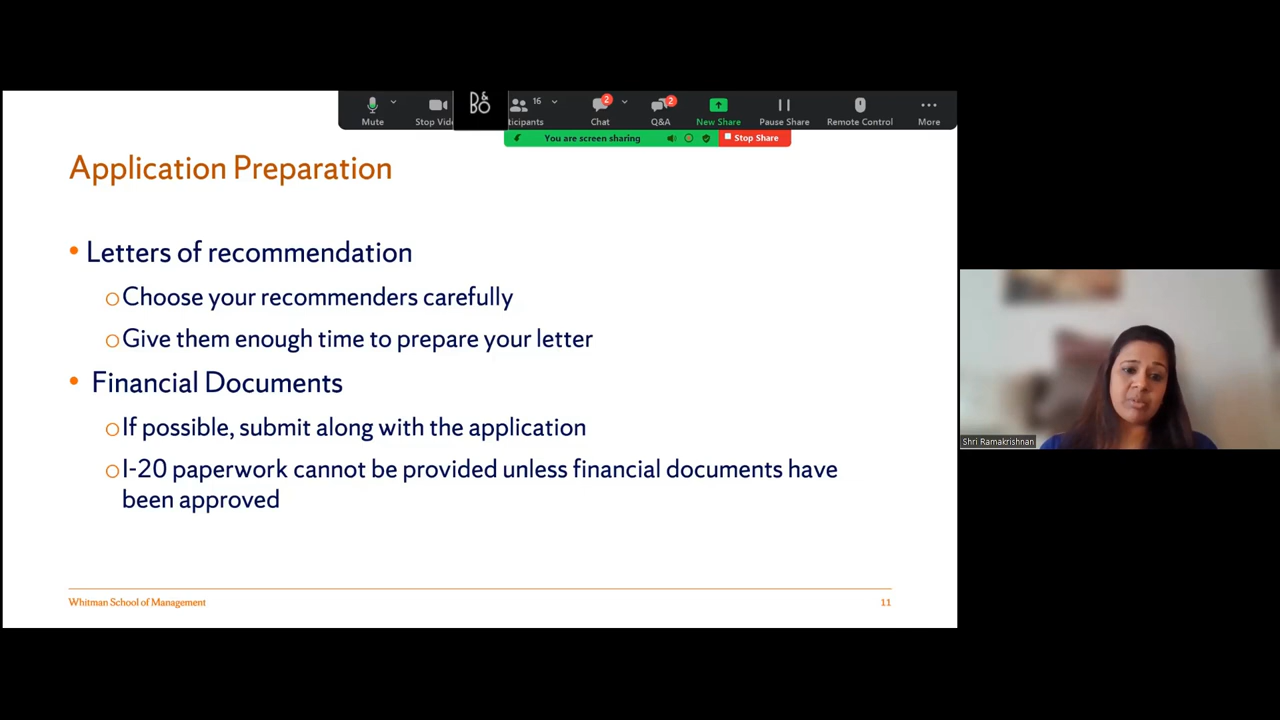 Mute
Stop Vid
B&O
ticipants
16
Chat
2
Q&A
2
New Share
Pause Share
Remote Control
More
You are screen sharing
Stop Share
Application Preparation
• Letters of recommendation
○ Choose your recommenders carefully
○ Give them enough time to prepare your letter
• Financial Documents
○ If possible, submit along with the application
○ I-20 paperwork cannot be provided unless financial documents have
been approved
Shri Ramakrishnan
Whitman School of Management
11